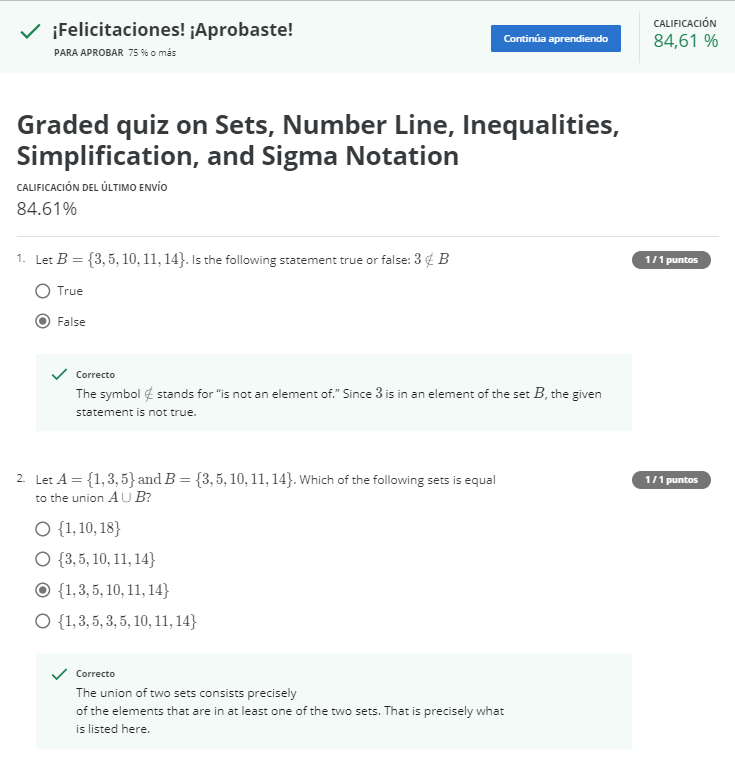 ¡Felicitaciones! ¡Aprobaste!
PARA APROBAR 75 % o más
Continúa aprendiendo
CALIFICACIÓN
84,61 %
Graded quiz on Sets, Number Line, Inequalities,
Simplification, and Sigma Notation
CALIFICACIÓN DEL ÚLTIMO ENVÍO
84.61%
1. Let B = {3, 5, 10, 11, 14}. Is the following statement true or false: 3 ∉ B
1 / 1 puntos
True
False
Correcto
The symbol ∉ stands for “is not an element of.” Since 3 is in an element of the set B, the given
statement is not true.
2. Let A = {1, 3, 5} and B = {3, 5, 10, 11, 14}. Which of the following sets is equal
to the union A ∪ B?
1 / 1 puntos
{1, 10, 18}
{3, 5, 10, 11, 14}
{1, 3, 5, 10, 11, 14}
{1, 3, 5, 3, 5, 10, 11, 14}
Correcto
The union of two sets consists precisely
of the elements that are in at least one of the two sets. That is precisely what
is listed here.